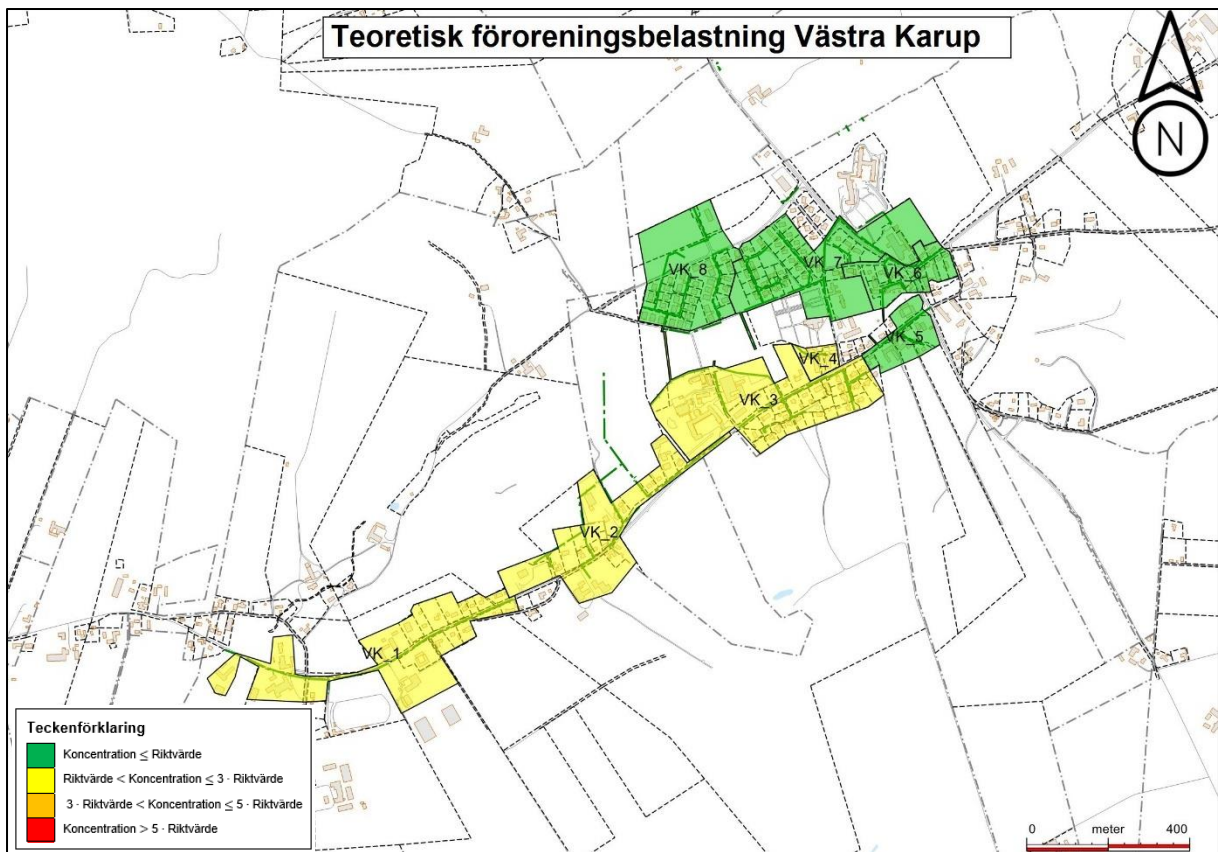 Teoretisk föroreningsbelastning Västra Karup
N
VK_8
VK_7
VK_6
VK_5
VK_4
VK_3
VK_2
VK_1
Teckenförklaring
Koncentration ≤ Riktvärde
Riktvärde < Koncentration ≤ 3 · Riktvärde
3 · Riktvärde < Koncentration ≤ 5 · Riktvärde
Koncentration > 5 · Riktvärde
0 meter 400